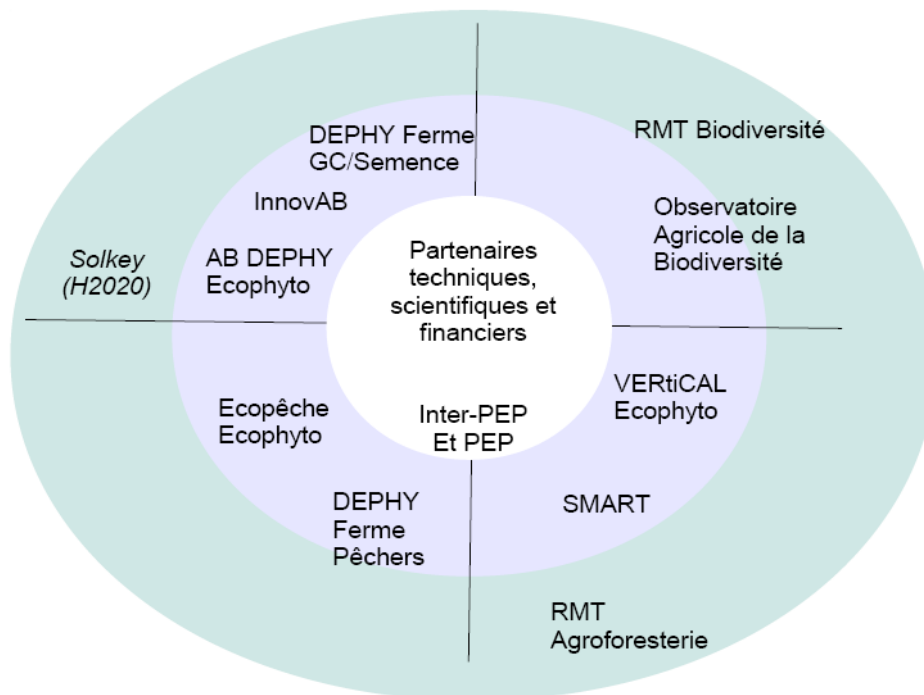 DEPHY Ferme
GC/Semence
InnovAB
AB DEPHY
Ecophyto
Solkey
(H2020)
RMT Biodiversité
Observatoire
Agricole de la
Biodiversité
Partenaires
techniques,
scientifiques et
financiers
Inter-PEP
Et PEP
Ecopêche
Ecophyto
DEPHY
Ferme
Pêchers
VERtiCAL
Ecophyto
SMART
RMT
Agroforesterie